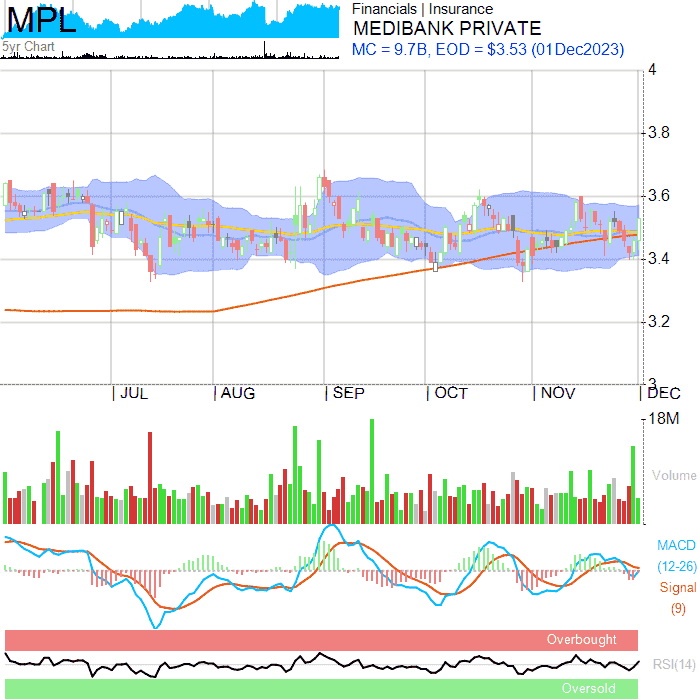 MPL
5yr Chart
Financials | Insurance
MEDIBANK PRIVATE
MC = 9.7B, EOD = $3.53 (01Dec2023)
4
3.8
3.6
3.4
3.2
3
| JUL | AUG | SEP | OCT | NOV | DEC
18M
Volume
MACD
(12-26)
Signal
(9)
Overbought
RSI(14)
Oversold